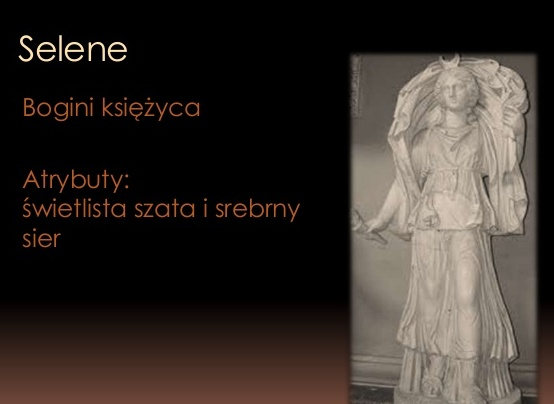 Selene
Bogini księżyca
Atrybuty:
świetlista szata i srebrny
sier